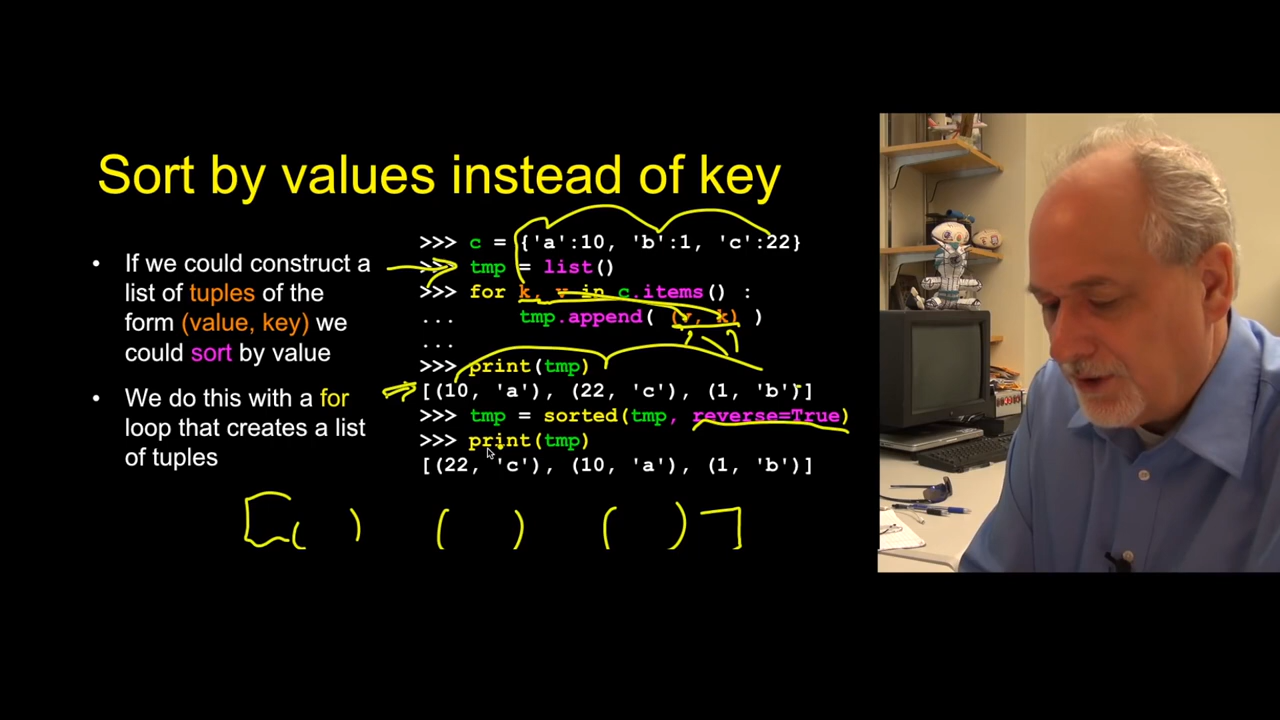 Sort by values instead of key
• If we could construct a
list of tuples of the
form (value, key) we
could sort by value
• We do this with a for
loop that creates a list
of tuples
>>> c = {'a':10, 'b':1, 'c':22}
>>> tmp = list()
>>> for k, v in c.items() :
...     tmp.append( (v, k) )
...
>>> print(tmp)
[(10, 'a'), (22, 'c'), (1, 'b')]
>>> tmp = sorted(tmp, reverse=True)
>>> print(tmp)
[(22, 'c'), (10, 'a'), (1, 'b')]
[( ) ( ) ( )]